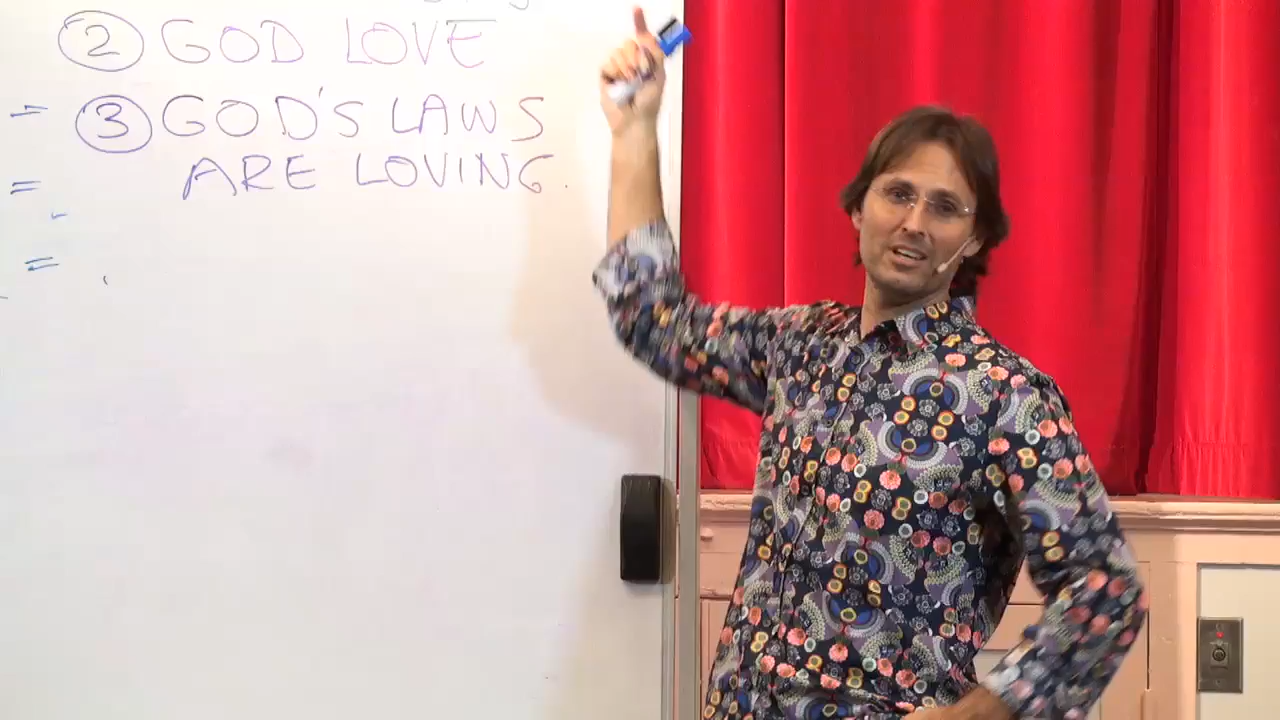 ② GOD LOVE
= ③ GOD'S LAWS
= ARE LOVING.
=